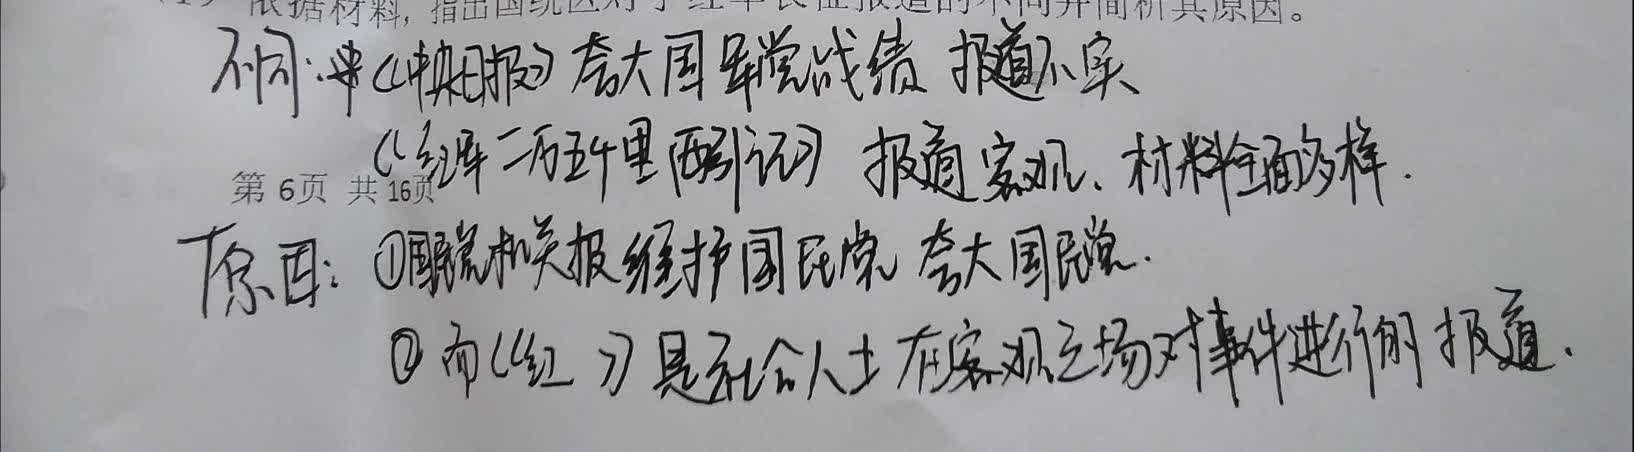 依据材料，指出国统区对于红军长征报道的不同并简析其原因。
不同：《中央日报》夸大国军党战绩 报道不实
《红军二万五千里西引记》 报道客观、材料全面多样.
第 6页 共 16页
原因：①国民党机关报 维护国民党 夸大国民党.
② 而《红 》是社会人士在客观立场对事件进行的报道.